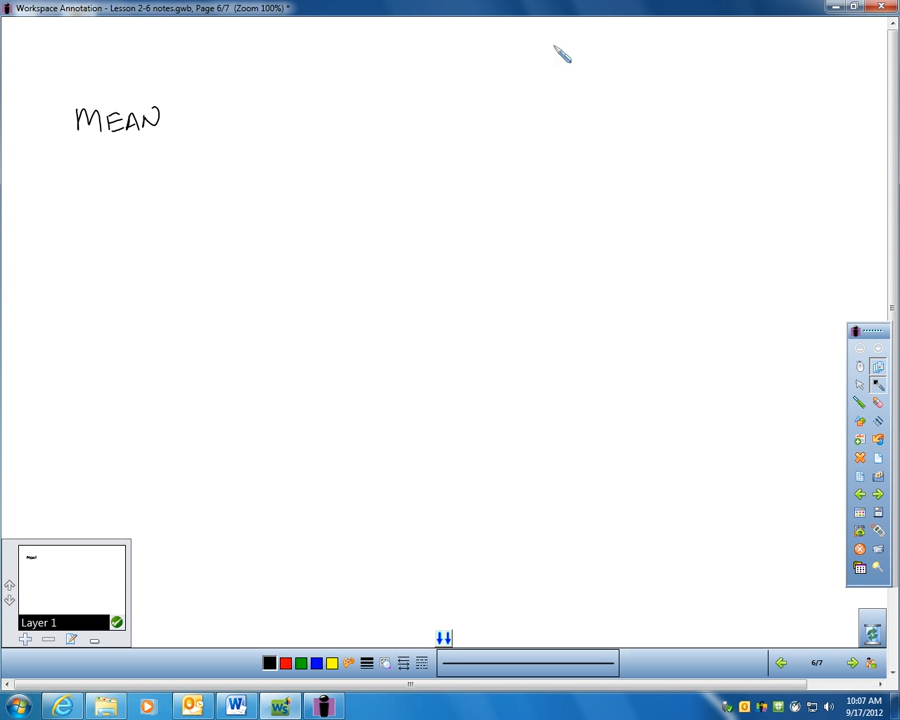 Workspace Annotation - Lesson 2-6 notes.gwb, Page 6/7 (Zoom 100%) *
MEAN
Layer 1
6/7
10:07 AM
9/17/2012